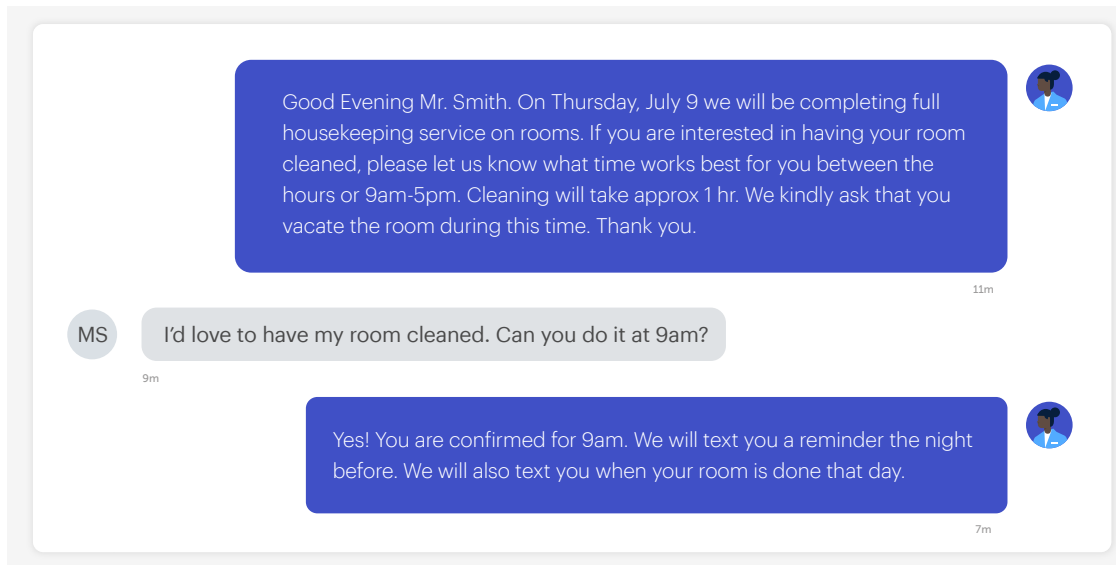 Good Evening Mr. Smith. On Thursday, July 9 we will be completing full
housekeeping service on rooms. If you are interested in having your room
cleaned, please let us know what time works best for you between the
hours or 9am-5pm. Cleaning will take approx 1 hr. We kindly ask that you
vacate the room during this time. Thank you.
11m
MS
I’d love to have my room cleaned. Can you do it at 9am?
9m
Yes! You are confirmed for 9am. We will text you a reminder the night
before. We will also text you when your room is done that day.
7m